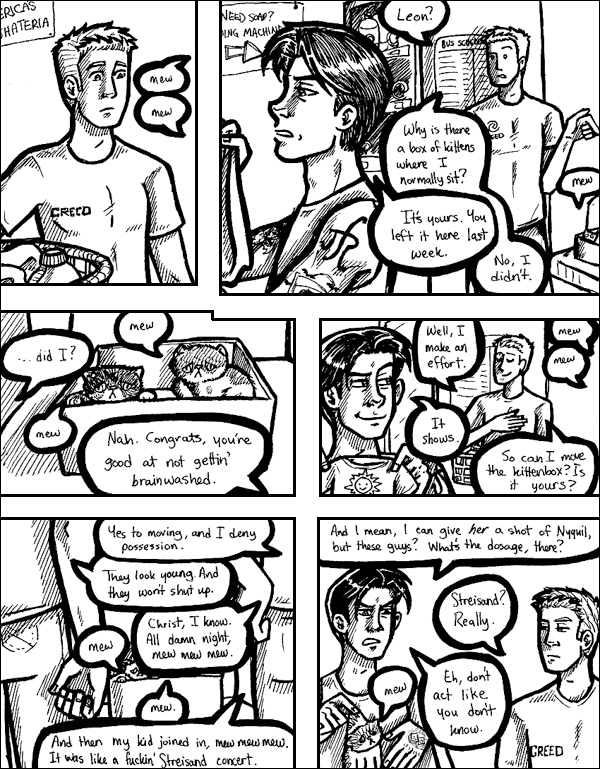 ERICA'S
SHATERIA
mew
mew
CREED
NEED SOAP?
ING MACHIN
BUS SC
Leon?
Why is there
a box of kittens
where I
normally sit?
It's yours. You
left it here last
week.
No, I
didn't.
mew
...did I?
mew
mew
Nah. Congrats, you're
good at not gettin'
brainwashed.
Well, I
make an
effort.
mew
mew
It
shows.
So can I move
the kittenbox? Is
it yours?
Yes to moving, and I deny
possession.
They look young. And
they won't shut up.
Christ, I know.
All damn night,
mew mew mew.
mew
mew.
And then my kid joined in, mew mew mew.
It was like a fuckin' Streisand concert.
And I mean, I can give her a shot of Nyquil,
but these guys? What's the dosage, there?
Streisand?
Really.
mew
Eh, don't
act like
you don't
know.
CREED